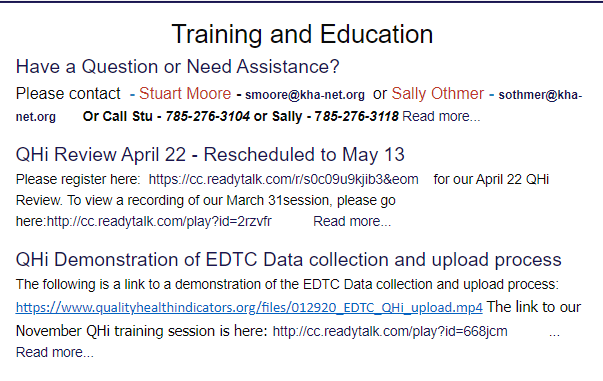 Training and Education
Have a Question or Need Assistance?
Please contact - Stuart Moore - smoore@kha-net.org or Sally Othmer - sothmer@kha-
net.org Or Call Stu - 785-276-3104 or Sally - 785-276-3118 Read more...
QHi Review April 22 - Rescheduled to May 13
Please register here: https://cc.readytalk.com/r/s0c09u9kjib3&eom for our April 22 QHi
Review. To view a recording of our March 31session, please go
here:http://cc.readytalk.com/play?id=2rzvfr Read more...
QHi Demonstration of EDTC Data collection and upload process
The following is a link to a demonstration of the EDTC Data collection and upload process:
https://www.qualityhealthindicators.org/files/012920_EDTC_QHi_upload.mp4 The link to our
November QHi training session is here: http://cc.readytalk.com/play?id=668jcm ...
Read more...